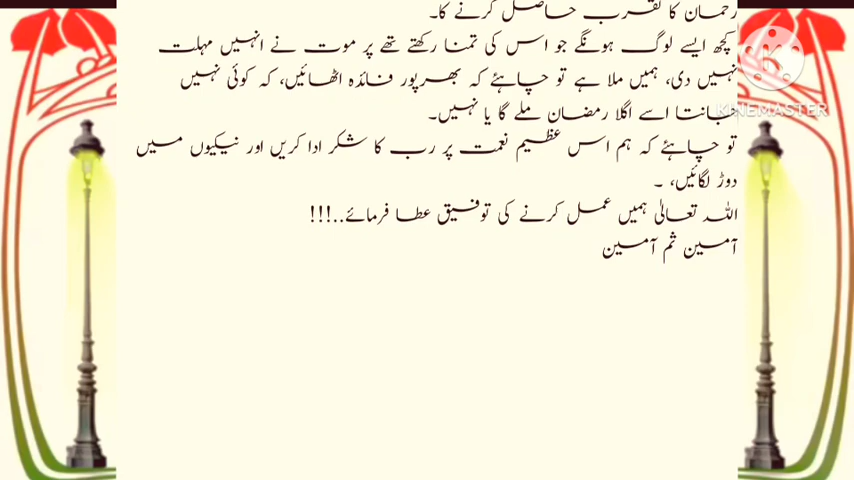 رحمان کا تقرب حاصل کرنے کا۔
کچھ ایسے لوگ ہونگے جو اس کی تمنا رکھتے تھے پر موت نے انہیں مہلت
نہیں دی، ہمیں ملا ہے تو چاہئے کہ بھرپور فائدہ اٹھائیں، کہ کوئی نہیں
جانتا اسے اگلا رمضان ملے گا یا نہیں۔
تو چاہئے کہ ہم اس عظیم نعمت پر رب کا شکر ادا کریں اور نیکیوں میں
دوڑ لگائیں، ۔
اللہ تعالیٰ ہمیں عمل کرنے کی توفیق عطا فرمائے..!!!
آمین ثم آمین
KINEMASTER